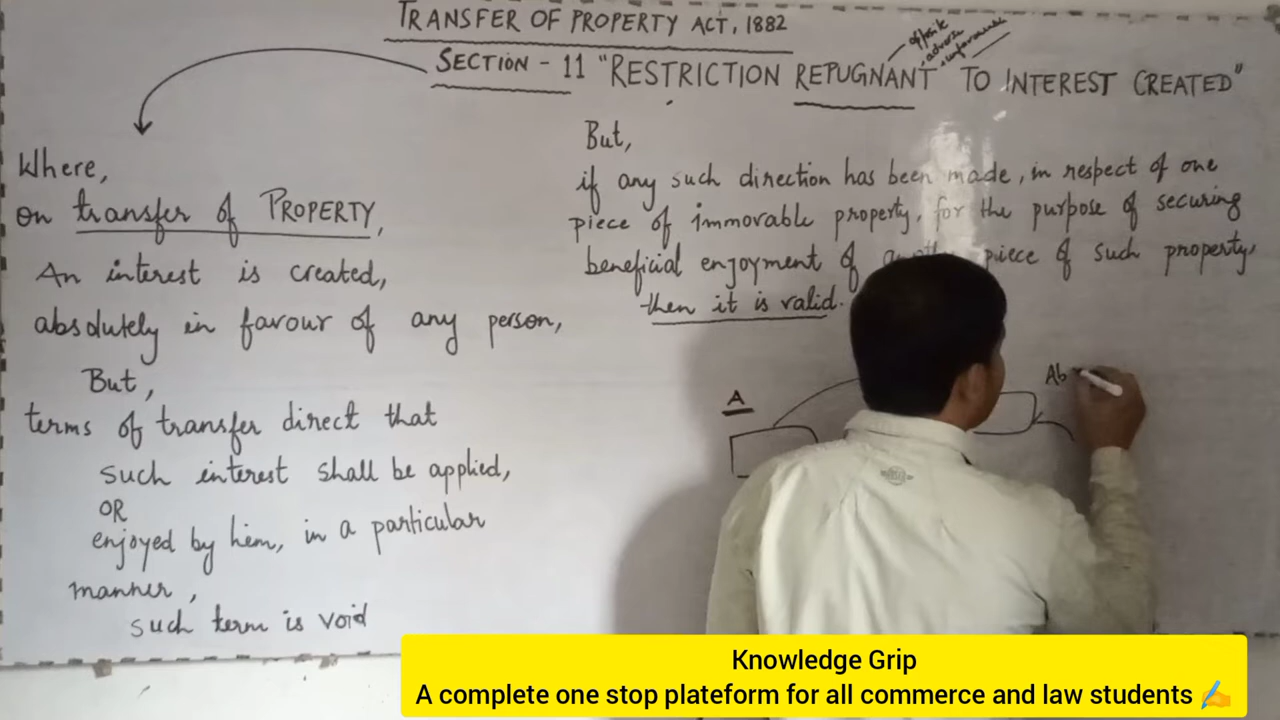 TRANSFER OF PROPERTY ACT, 1882
SECTION - 11 "RESTRICTION REPUGNANT TO INTEREST CREATED"
opposite
adverse
Where,
on transfer of PROPERTY,
An interest is created,
absolutely in favour of any person,
But,
terms of transfer direct that
such interest shall be applied,
OR
enjoyed by him, in a particular
manner,
such term is void
But,
if any such direction has been made, in respect of one
piece of immovable property, for the purpose of securing
beneficial enjoyment of piece of such property,
then it is valid.
A
Ab
Knowledge Grip
A complete one stop plateform for all commerce and law students ✍️